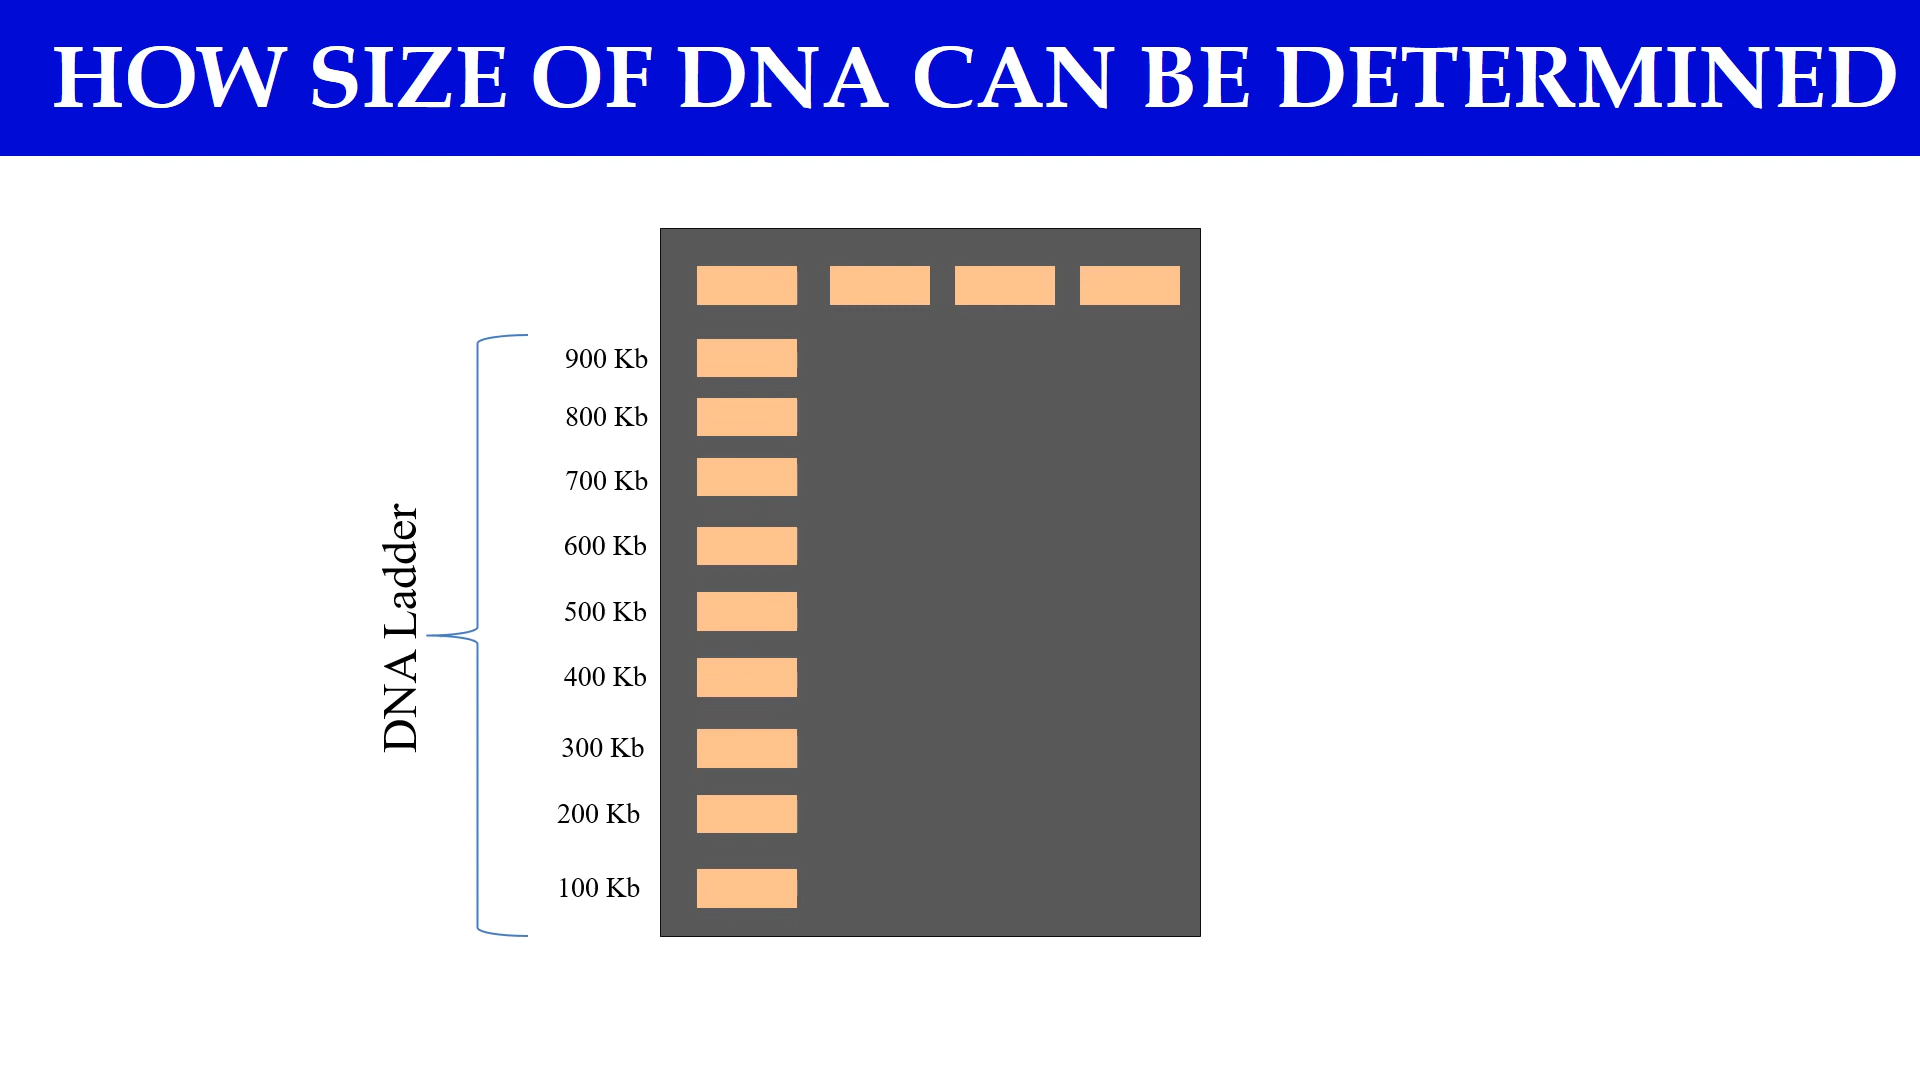 HOW SIZE OF DNA CAN BE DETERMINED
900 Kb
800 Kb
700 Kb
600 Kb
500 Kb
400 Kb
300 Kb
200 Kb
100 Kb
DNA Ladder